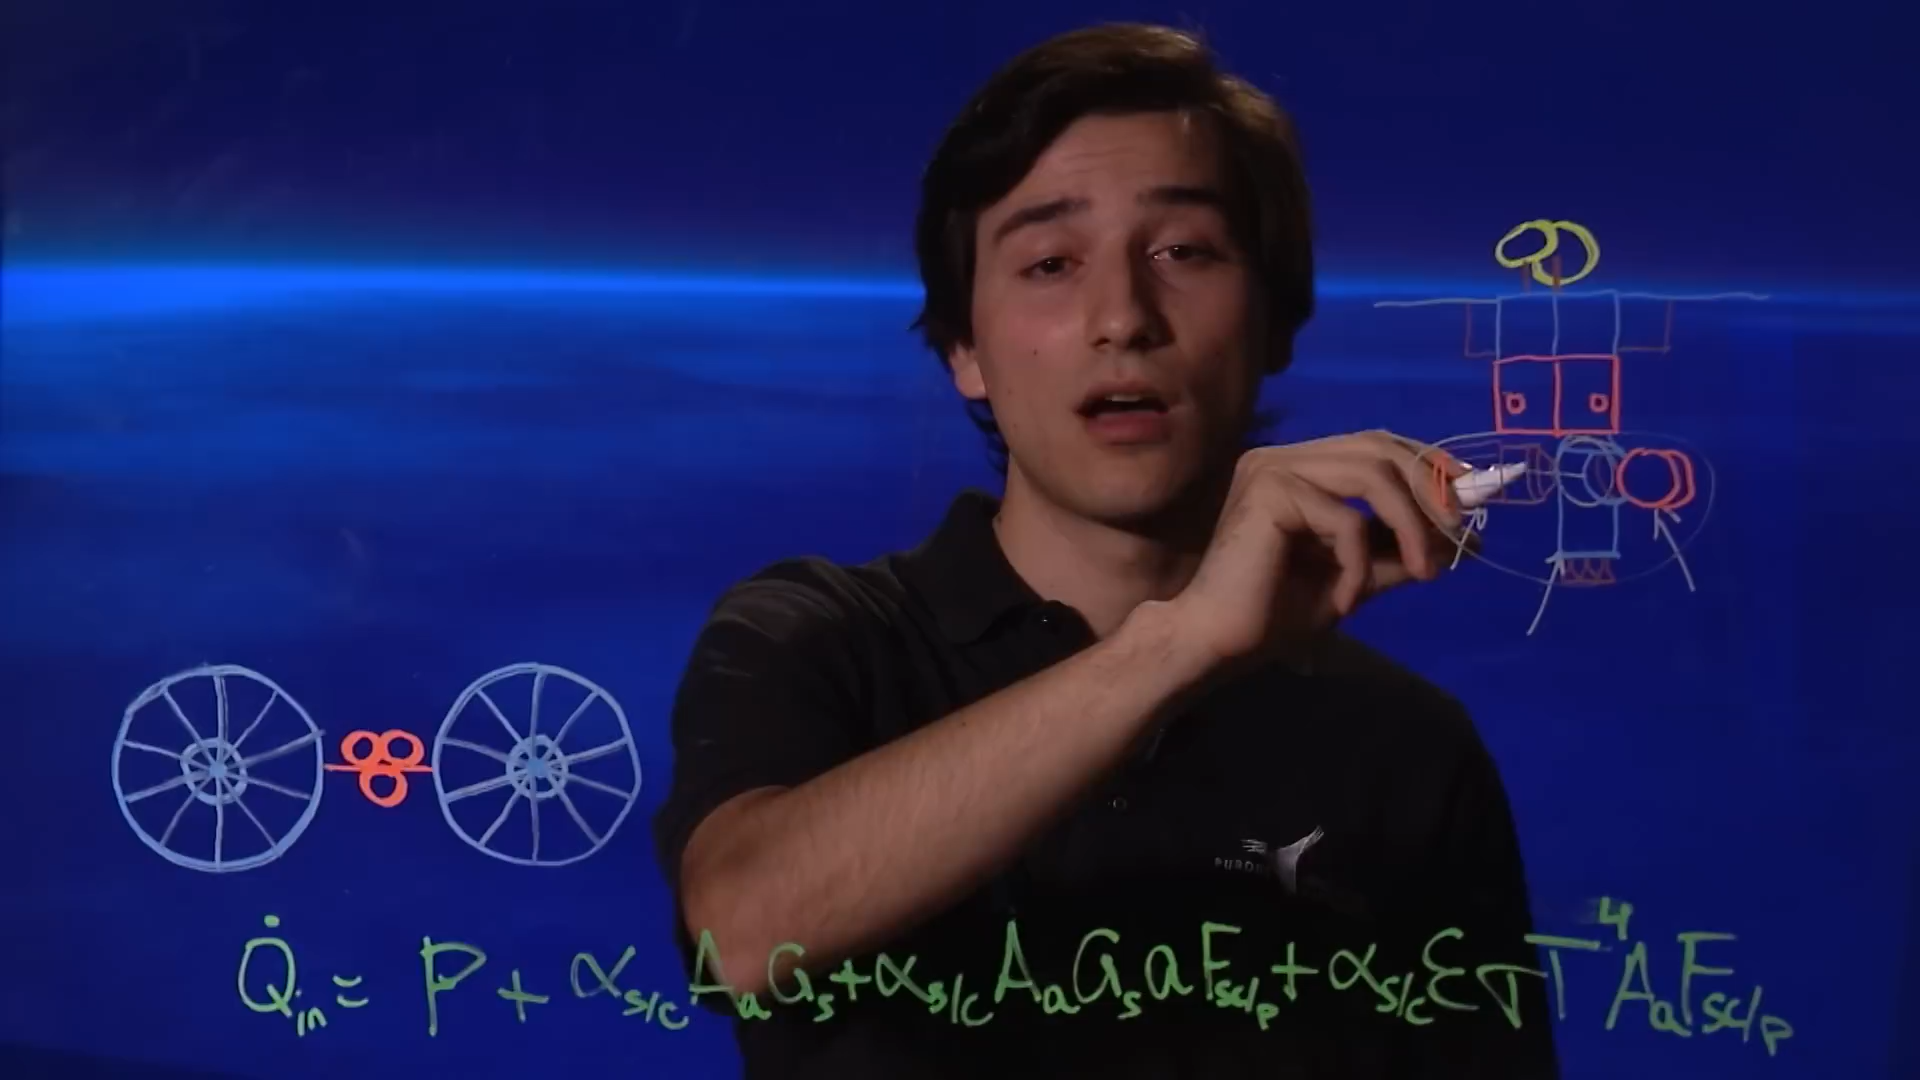 Q̇in = P + αs/c Aa Gs + αs/c Aa Gs a Fsc/p + αs/c ε σ T⁴ Aa Fsc/p